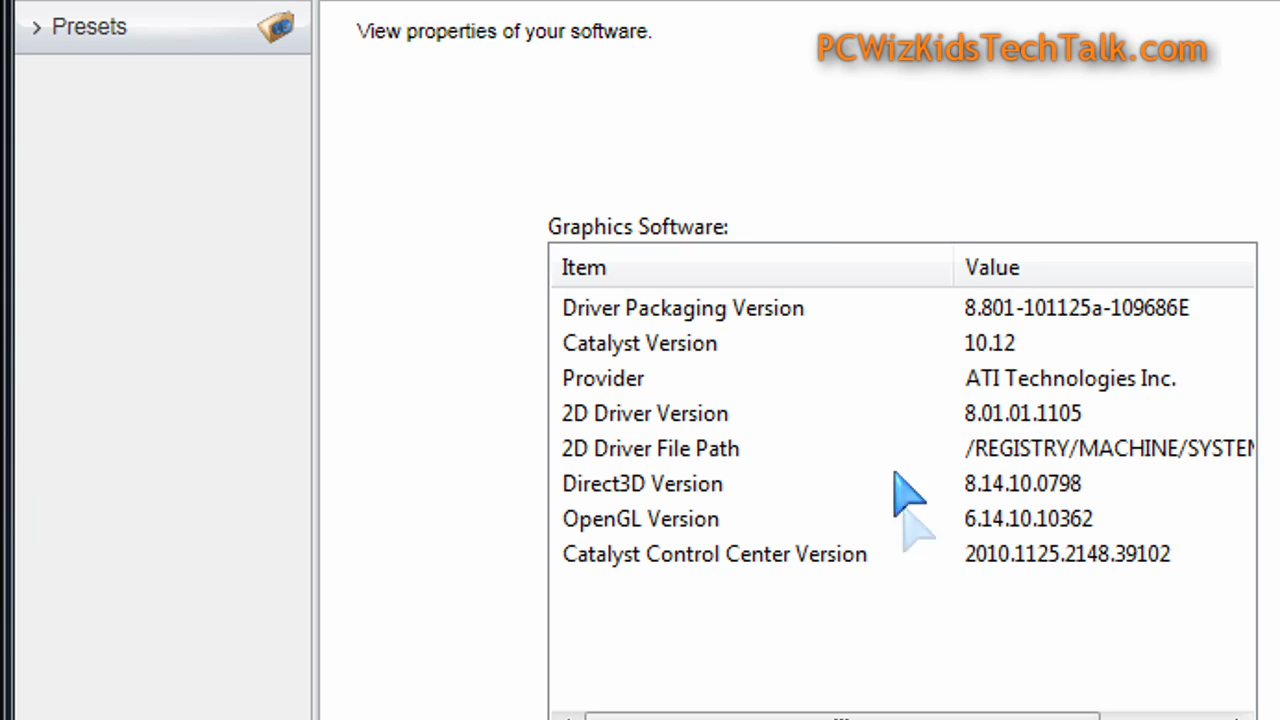 Presets
View properties of your software.
PCWizKidsTechTalk.com
Graphics Software:
Item Value
Driver Packaging Version 8.801-101125a-109686E
Catalyst Version 10.12
Provider ATI Technologies Inc.
2D Driver Version 8.01.01.1105
2D Driver File Path /REGISTRY/MACHINE/SYSTEM
Direct3D Version 8.14.10.0798
OpenGL Version 6.14.10.10362
Catalyst Control Center Version 2010.1125.2148.39102